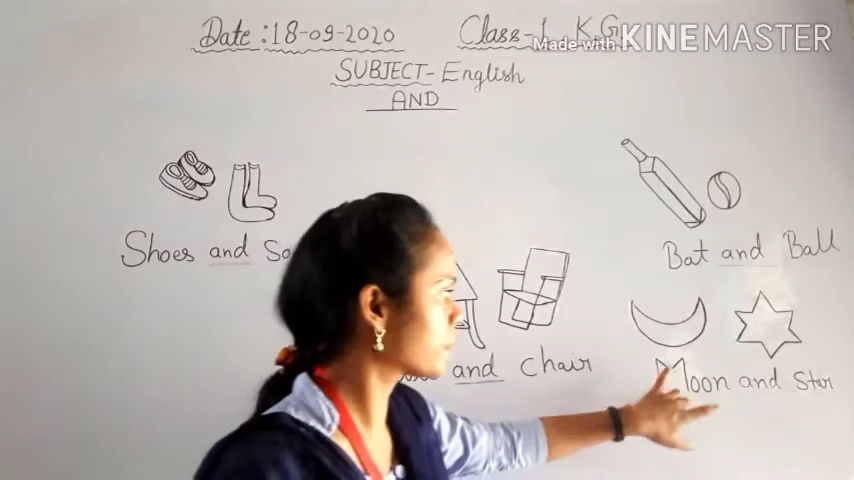 Date : 18-09-2020 Class- L.K.G.
Made with KINEMASTER
SUBJECT- English
AND
Shoes and
Bat and Ball
and chair
Moon and Star